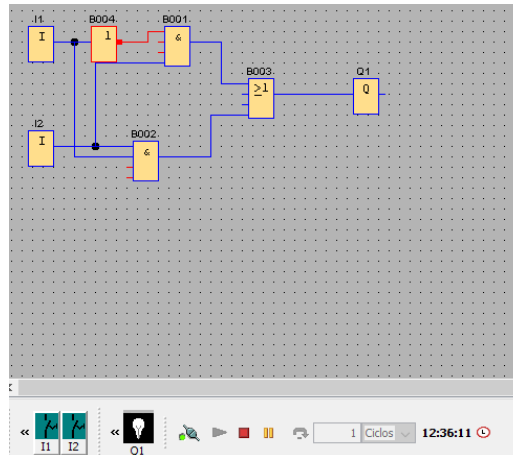 I1 B004 B001
I 1 &
B003 Q1
≥1 Q
I2 B002
I &
« I1 I2 « Q1 1 Ciclos 12:36:11